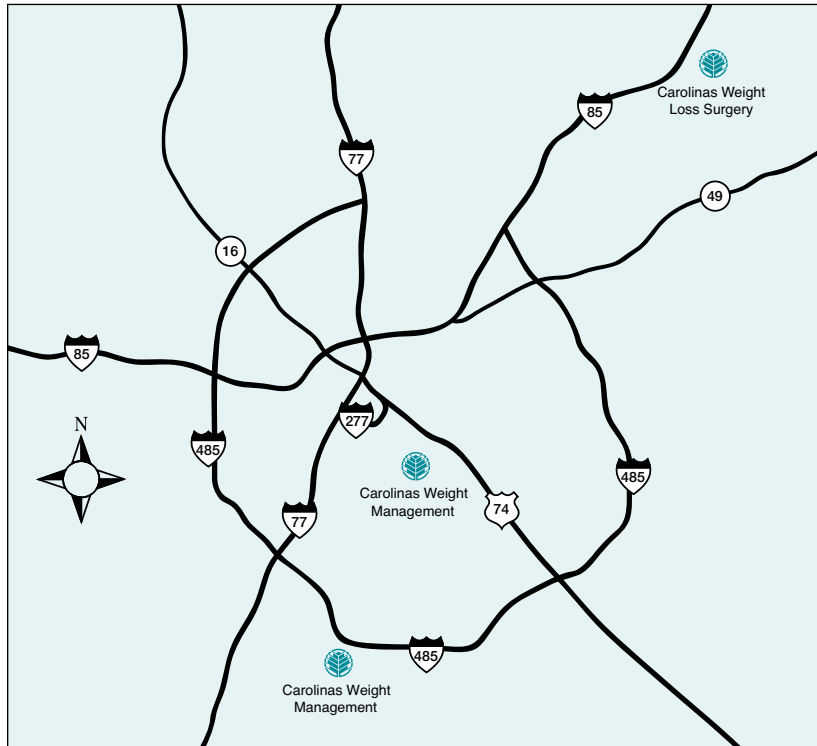 Carolinas Weight
Loss Surgery
85
77
49
16
85
N
277
485
Carolinas Weight
Management
485
74
77
485
Carolinas Weight
Management